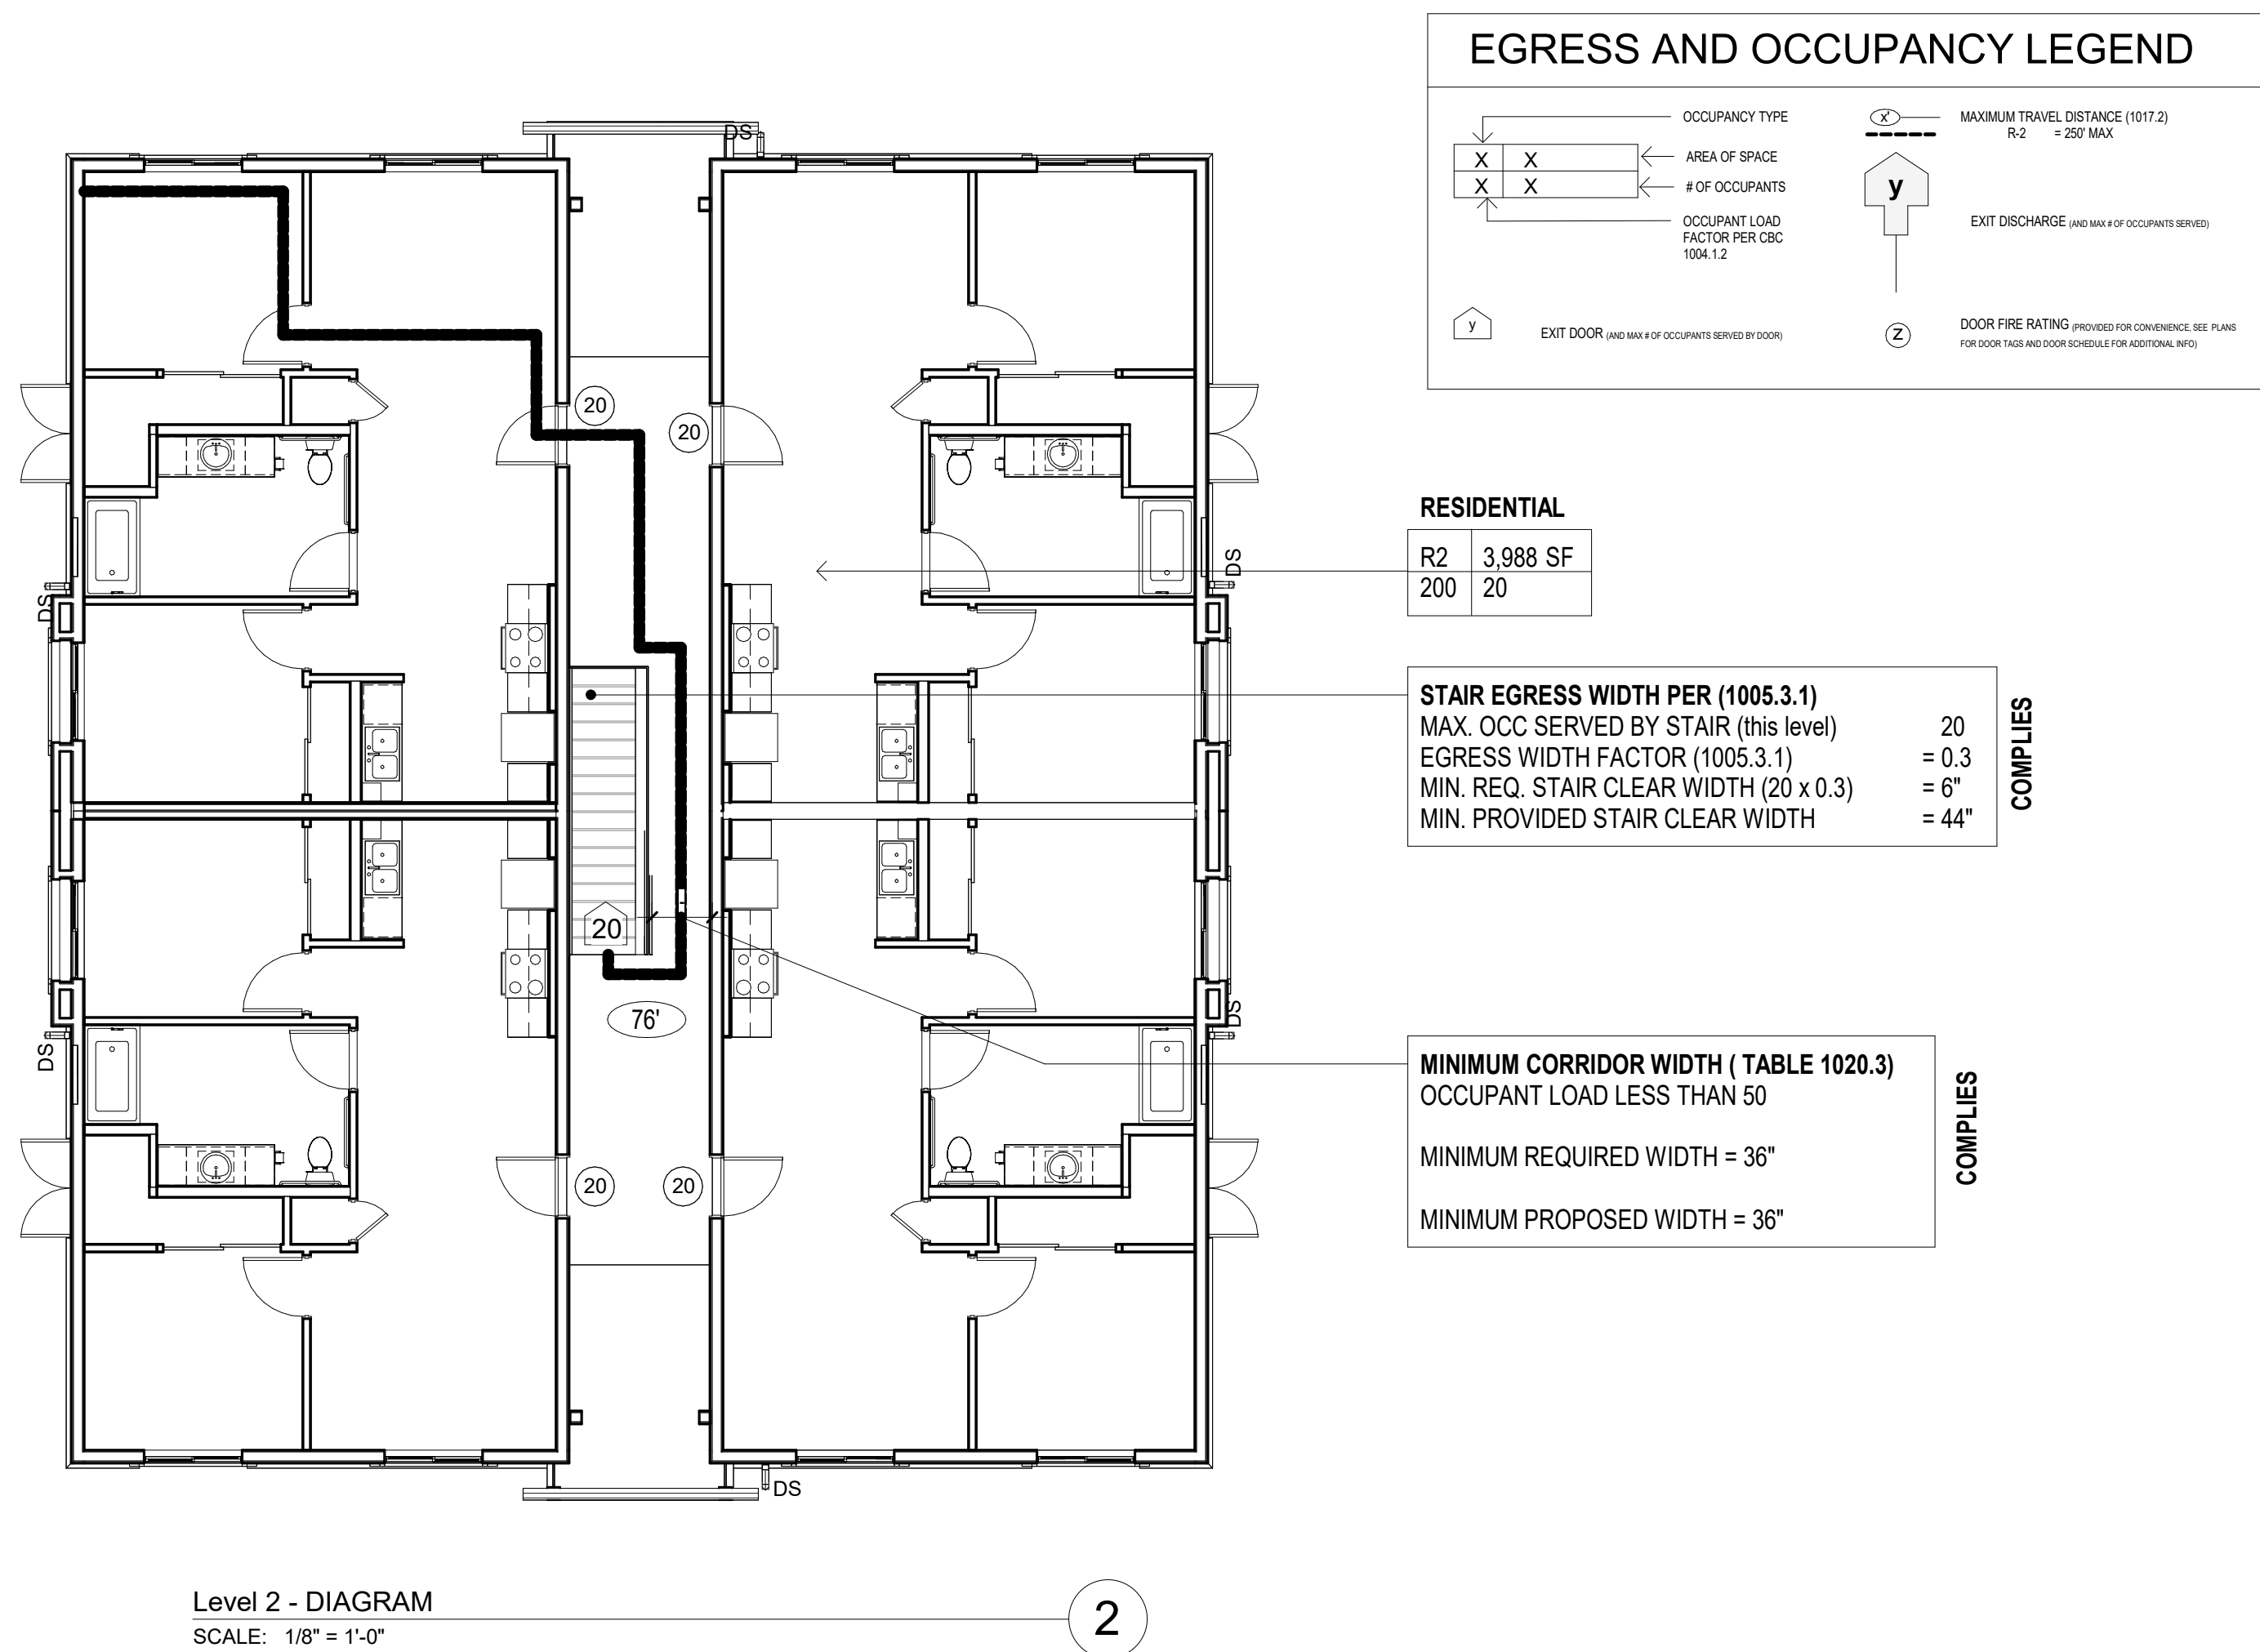 EGRESS AND OCCUPANCY LEGEND
OCCUPANCY TYPE
X X
AREA OF SPACE
X X
# OF OCCUPANTS
OCCUPANT LOAD
FACTOR PER CBC
1004.1.2
X'
MAXIMUM TRAVEL DISTANCE (1017.2)
R-2 = 250' MAX
y
EXIT DISCHARGE (AND MAX # OF OCCUPANTS SERVED)
y
EXIT DOOR (AND MAX # OF OCCUPANTS SERVED BY DOOR)
Z
DOOR FIRE RATING (PROVIDED FOR CONVENIENCE, SEE PLANS
FOR DOOR TAGS AND DOOR SCHEDULE FOR ADDITIONAL INFO)
DS
20
20
DS
DS
RESIDENTIAL
R2 3,988 SF
200 20
STAIR EGRESS WIDTH PER (1005.3.1)
MAX. OCC SERVED BY STAIR (this level) 20
EGRESS WIDTH FACTOR (1005.3.1) = 0.3
MIN. REQ. STAIR CLEAR WIDTH (20 x 0.3) = 6"
MIN. PROVIDED STAIR CLEAR WIDTH = 44"
COMPLIES
20
76'
DS
DS
MINIMUM CORRIDOR WIDTH ( TABLE 1020.3)
OCCUPANT LOAD LESS THAN 50
MINIMUM REQUIRED WIDTH = 36"
MINIMUM PROPOSED WIDTH = 36"
COMPLIES
20
20
DS
Level 2 - DIAGRAM
SCALE: 1/8" = 1'-0"
2